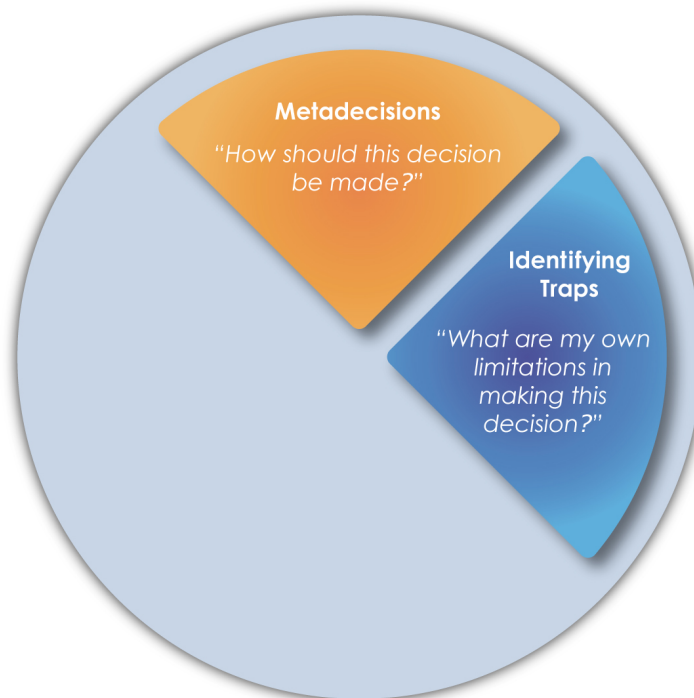 Metadecisions
“How should this decision
be made?”
Identifying
Traps
“What are my own
limitations in
making this
decision?”